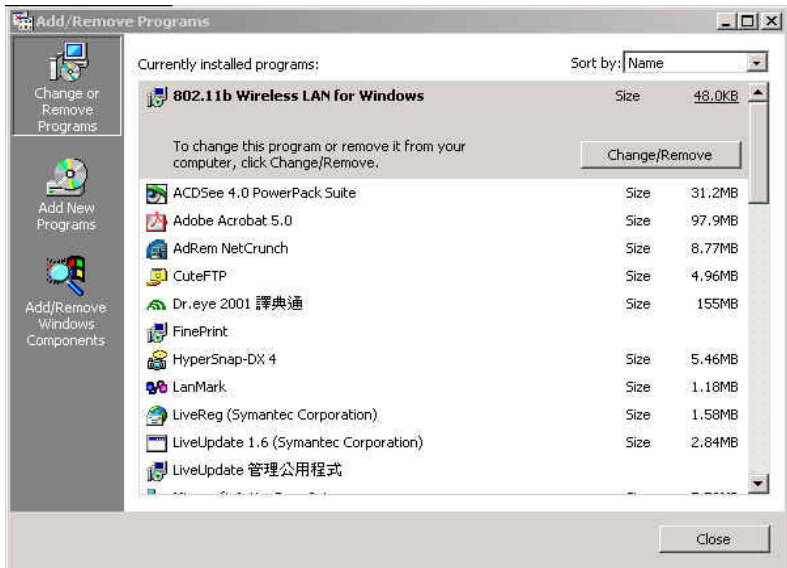 Add/Remove Programs
Change or
Remove
Programs
Add New
Programs
Add/Remove
Windows
Components
Currently installed programs:
Sort by: Name
802.11b Wireless LAN for Windows Size 48.0KB
To change this program or remove it from your
computer, click Change/Remove.
Change/Remove
ACDSee 4.0 PowerPack Suite Size 31.2MB
Adobe Acrobat 5.0 Size 97.9MB
AdRem NetCrunch Size 8.77MB
CuteFTP Size 4.96MB
Dr.eye 2001 譯典通 Size 155MB
FinePrint
HyperSnap-DX 4 Size 5.46MB
LanMark Size 1.18MB
LiveReg (Symantec Corporation) Size 1.58MB
LiveUpdate 1.6 (Symantec Corporation) Size 2.84MB
LiveUpdate 管理公用程式
Close